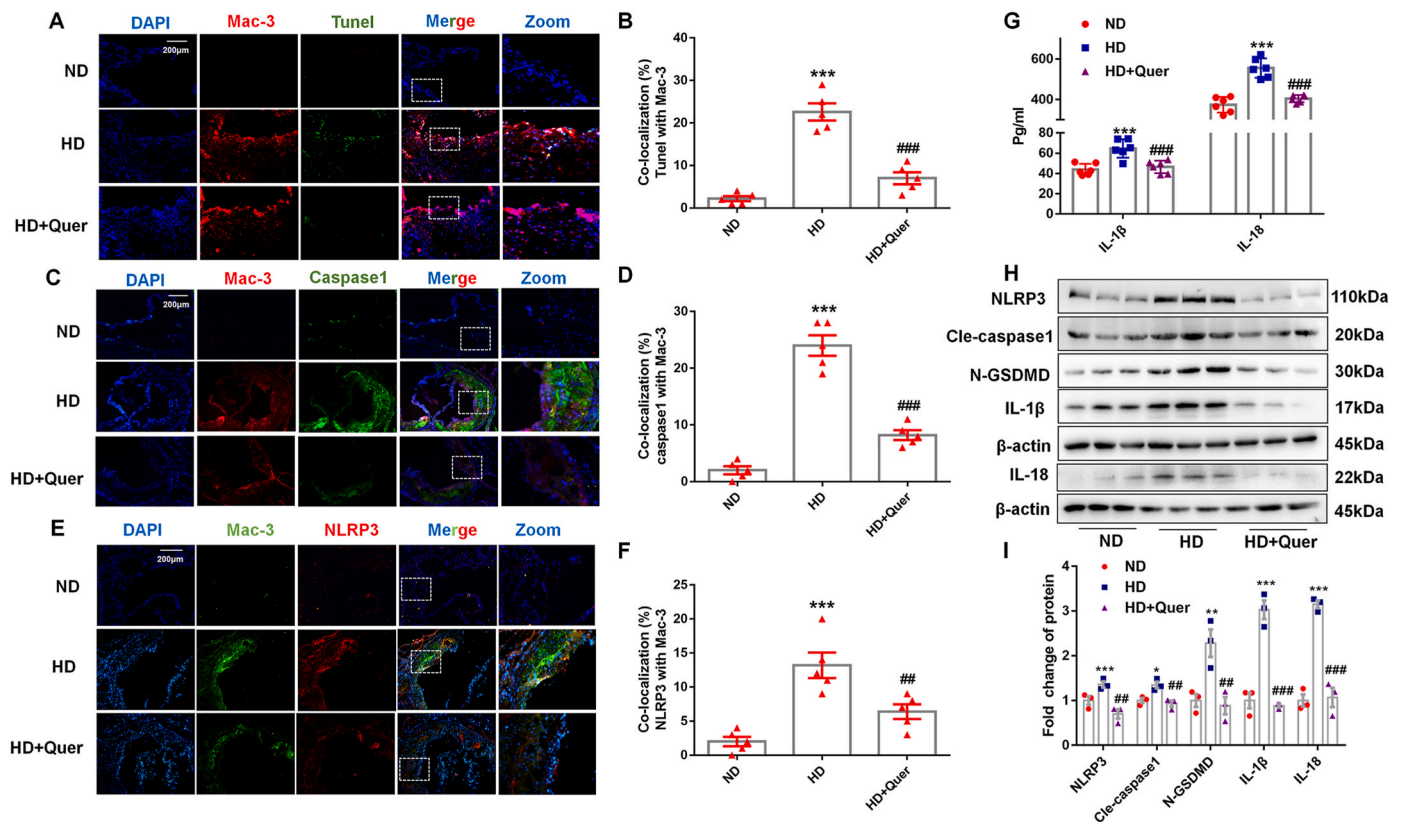 A
DAPI Mac-3 Tunel Merge Zoom
200μm
ND
HD
HD+Quer
B
Co-localization (%)
Tunel with Mac-3
40
30
20
10
0
***
###
ND HD HD+Quer
C
DAPI Mac-3 Caspase1 Merge Zoom
200μm
ND
HD
HD+Quer
D
Co-localization (%)
caspase1 with Mac-3
30
20
10
0
***
###
ND HD HD+Quer
E
DAPI Mac-3 NLRP3 Merge Zoom
200μm
ND
HD
HD+Quer
F
Co-localization (%)
NLRP3 with Mac-3
25
20
15
10
5
0
***
##
ND HD HD+Quer
G
ND
HD
HD+Quer
Pg/ml
600
400
80
60
40
20
0
*** ###
*** ###
IL-1β IL-18
H
NLRP3 110kDa
Cle-caspase1 20kDa
N-GSDMD 30kDa
IL-1β 17kDa
β-actin 45kDa
IL-18 22kDa
β-actin 45kDa
ND HD HD+Quer
I
ND
HD
HD+Quer
Fold change of protein
4
3
2
1
0
*** ## * ## ** ## *** ### *** ###
NLRP3 Cle-caspase1 N-GSDMD IL-1β IL-18